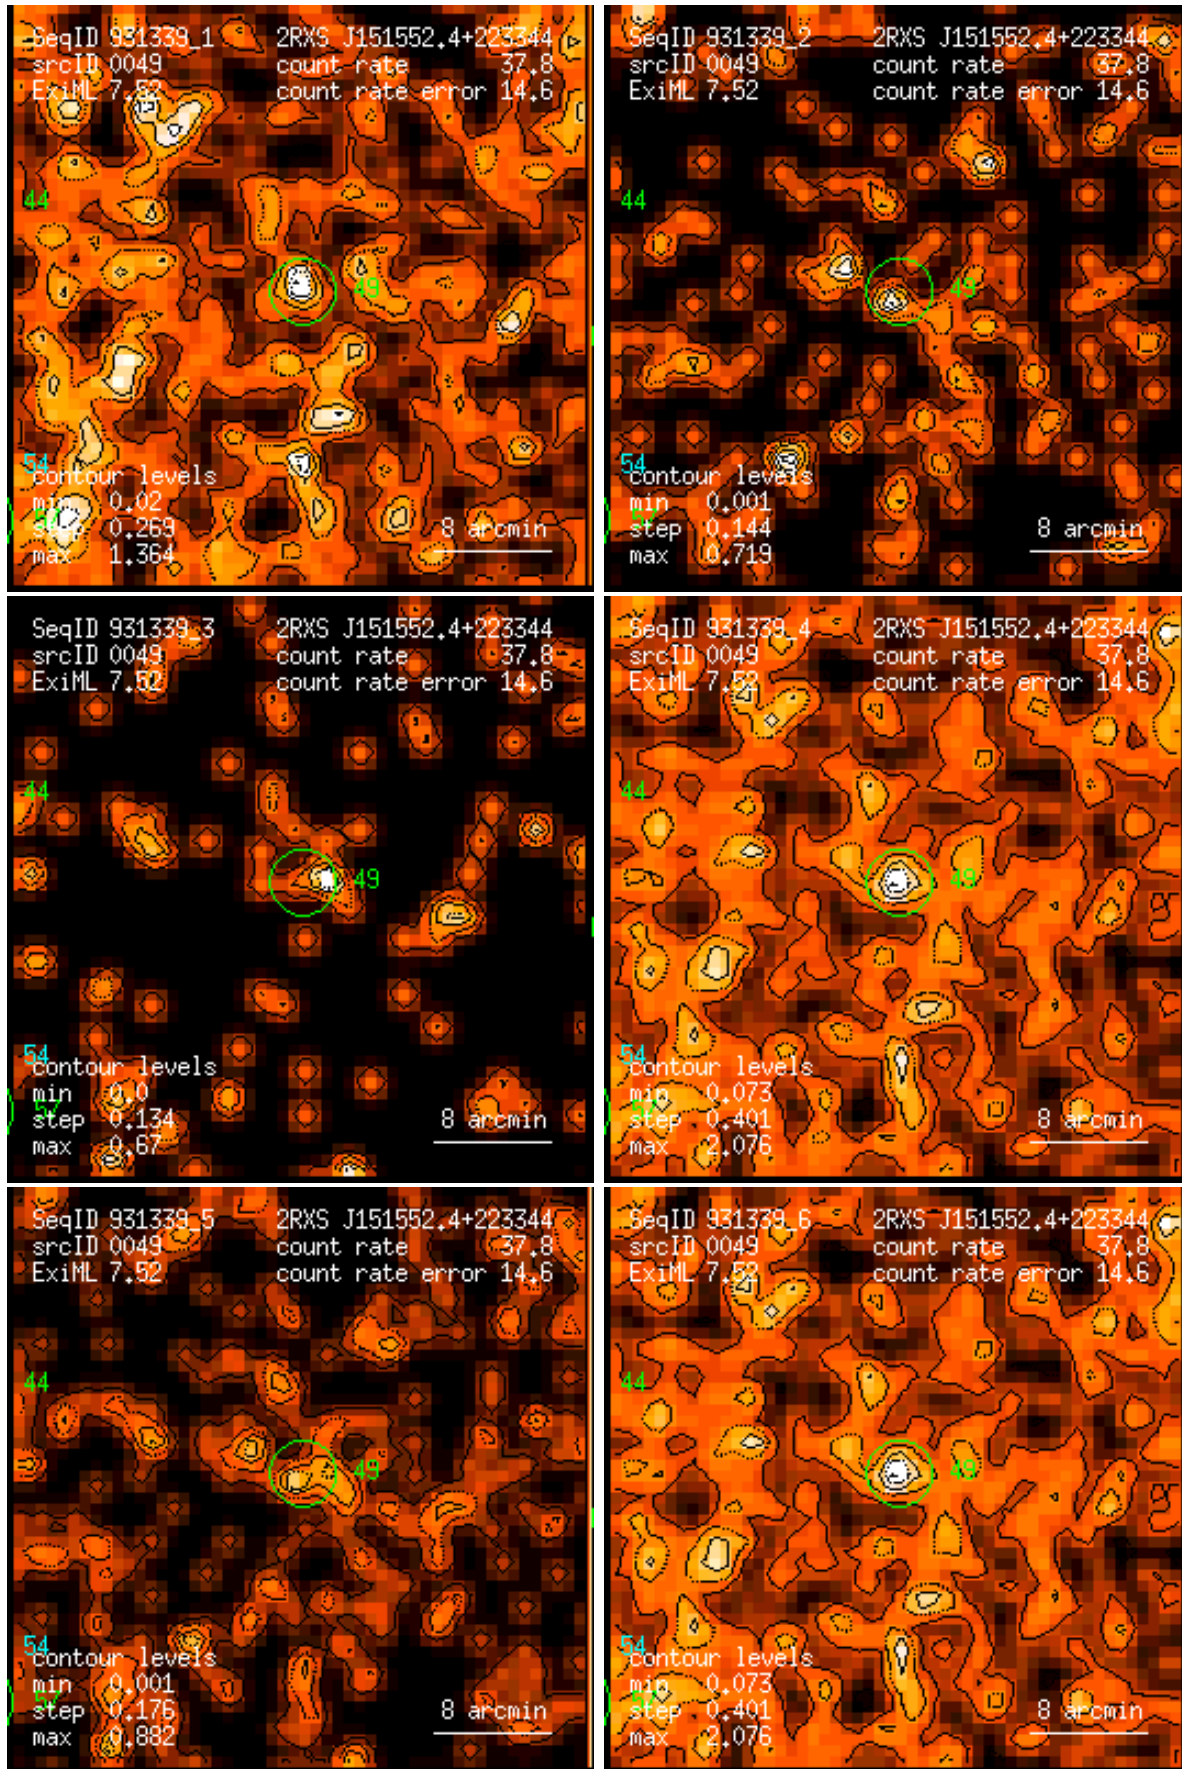 SeqID 931339_1 2RXS J151552.4+223344
srcID 0049 count rate 37.8
ExiML 7.52 count rate error 14.6
44
49
54
contour levels
min 0.02
step 0.269
max 1.364
8 arcmin
SeqID 931339_2 2RXS J151552.4+223344
srcID 0049 count rate 37.8
ExiML 7.52 count rate error 14.6
44
49
54
contour levels
min 0.001
57
step 0.144
max 0.719
8 arcmin
SeqID 931339_3 2RXS J151552.4+223344
srcID 0049 count rate 37.8
ExiML 7.52 count rate error 14.6
44
49
54
contour levels
min 0.0
57
step 0.134
max 0.67
8 arcmin
SeqID 931339_4 2RXS J151552.4+223344
srcID 0049 count rate 37.8
ExiML 7.52 count rate error 14.6
44
49
54
contour levels
min 0.073
57
step 0.401
max 2.076
8 arcmin
SeqID 931339_5 2RXS J151552.4+223344
srcID 0049 count rate 37.8
ExiML 7.52 count rate error 14.6
44
49
54
contour levels
min 0.001
57
step 0.176
max 0.882
8 arcmin
SeqID 931339_6 2RXS J151552.4+223344
srcID 0049 count rate 37.8
ExiML 7.52 count rate error 14.6
44
49
54
contour levels
min 0.073
57
step 0.401
max 2.076
8 arcmin